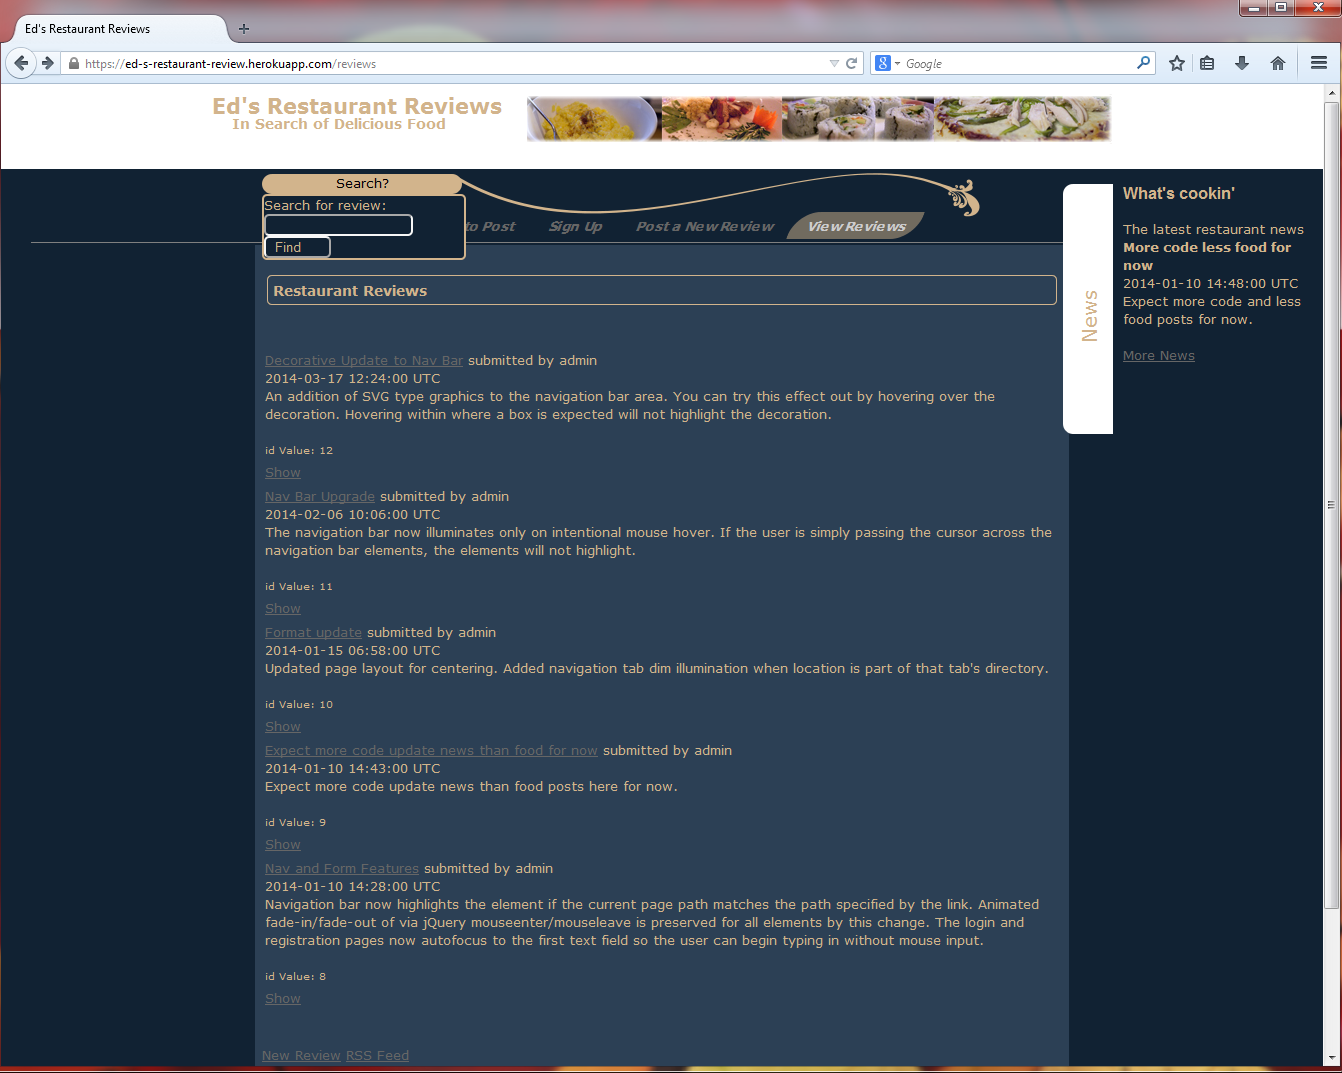 Ed's Restaurant Reviews
https://ed-s-restaurant-review.herokuapp.com/reviews
Google
Ed's Restaurant Reviews
In Search of Delicious Food
Search?
Search for review:
Find
to Post
Sign Up
Post a New Review
View Reviews
Restaurant Reviews
Decorative Update to Nav Bar submitted by admin
2014-03-17 12:24:00 UTC
An addition of SVG type graphics to the navigation bar area. You can try this effect out by hovering over the
decoration. Hovering within where a box is expected will not highlight the decoration.
id Value: 12
Show
Nav Bar Upgrade submitted by admin
2014-02-06 10:06:00 UTC
The navigation bar now illuminates only on intentional mouse hover. If the user is simply passing the cursor across the
navigation bar elements, the elements will not highlight.
id Value: 11
Show
Format update submitted by admin
2014-01-15 06:58:00 UTC
Updated page layout for centering. Added navigation tab dim illumination when location is part of that tab's directory.
id Value: 10
Show
Expect more code update news than food for now submitted by admin
2014-01-10 14:43:00 UTC
Expect more code update news than food posts here for now.
id Value: 9
Show
Nav and Form Features submitted by admin
2014-01-10 14:28:00 UTC
Navigation bar now highlights the element if the current page path matches the path specified by the link. Animated
fade-in/fade-out of via jQuery mouseenter/mouseleave is preserved for all elements by this change. The login and
registration pages now autofocus to the first text field so the user can begin typing in without mouse input.
id Value: 8
Show
New Review RSS Feed
News
What's cookin'
The latest restaurant news
More code less food for
now
2014-01-10 14:48:00 UTC
Expect more code and less
food posts for now.
More News